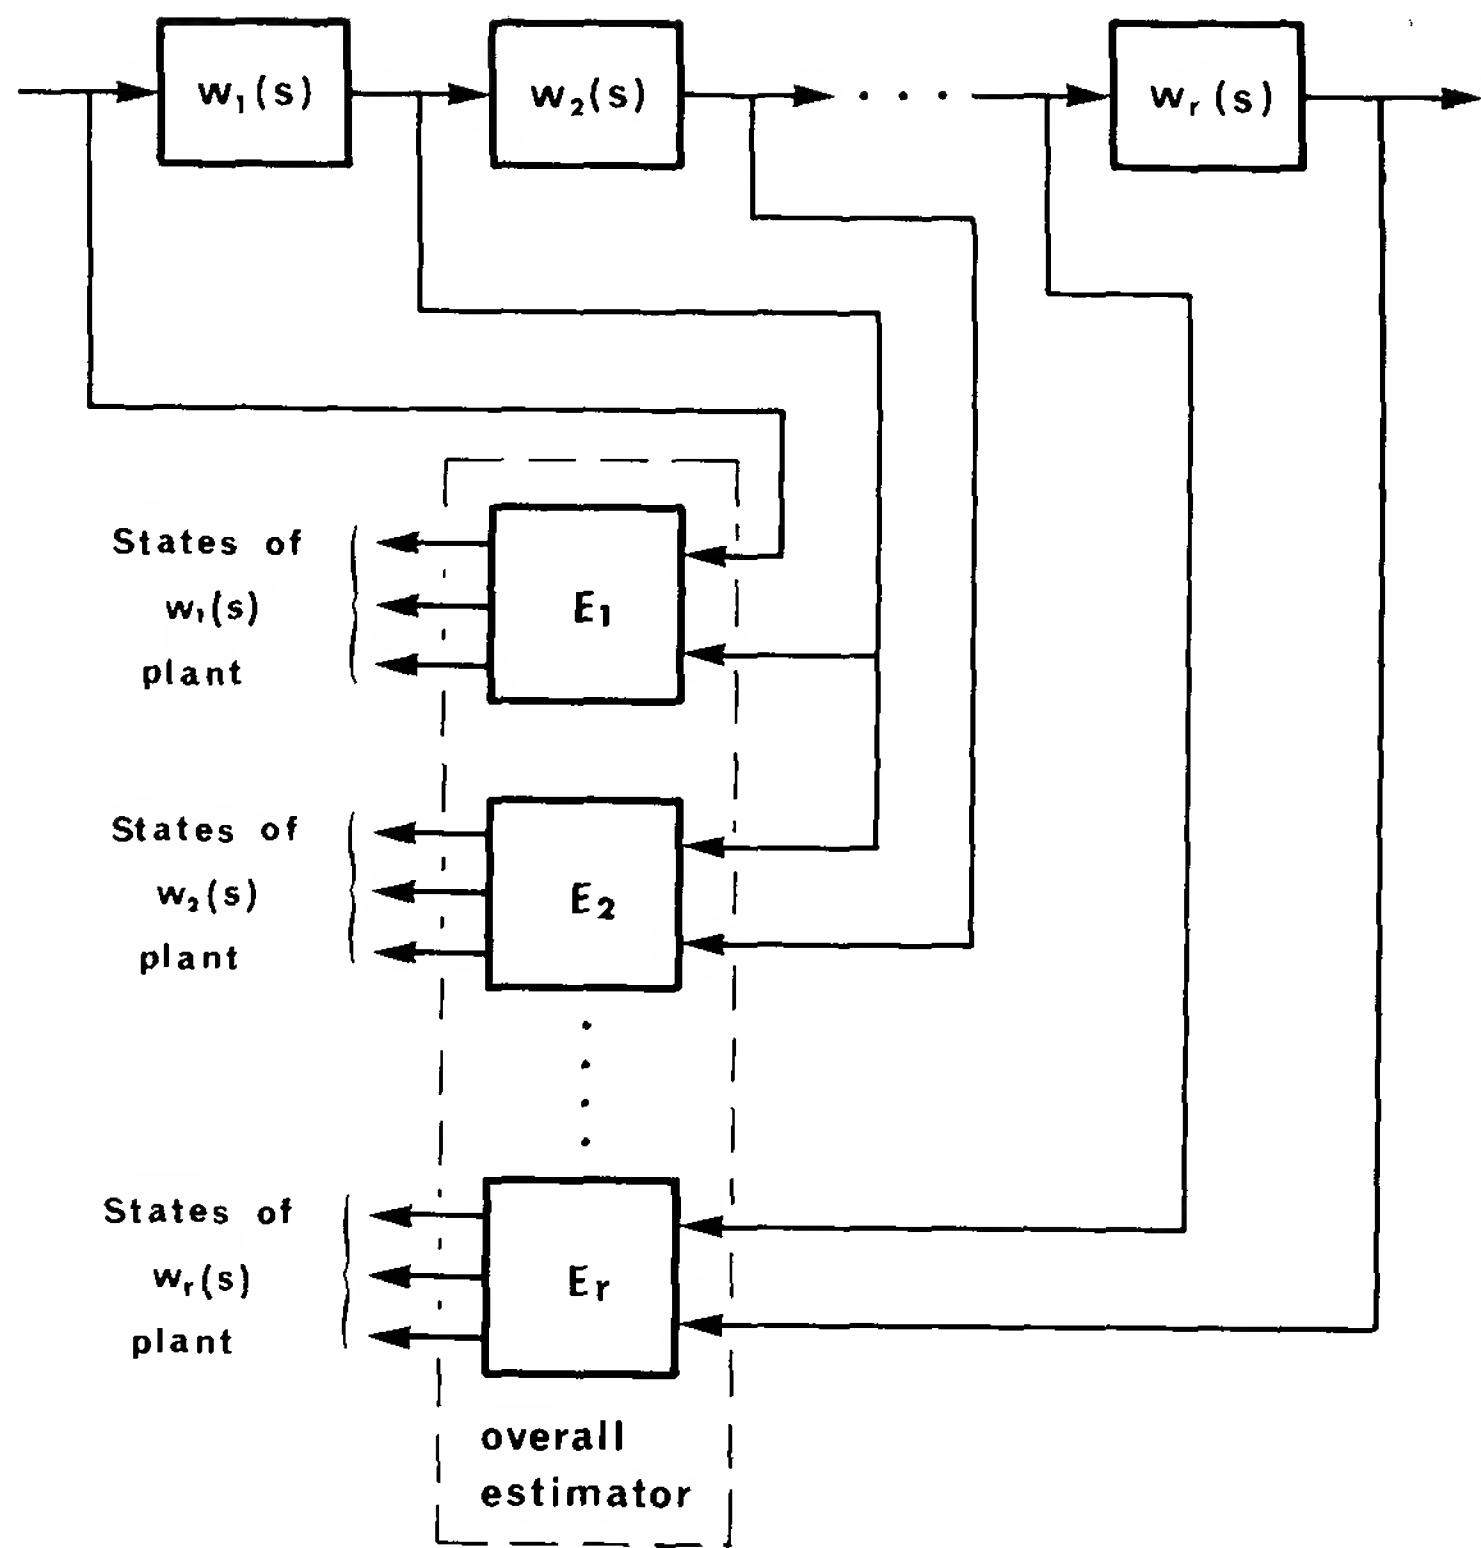 w₁(s)
w₂(s)
. . .
wᵣ(s)
States of
w₁(s)
plant
E₁
States of
w₂(s)
plant
E₂
States of
wᵣ(s)
plant
Eᵣ
overall
estimator